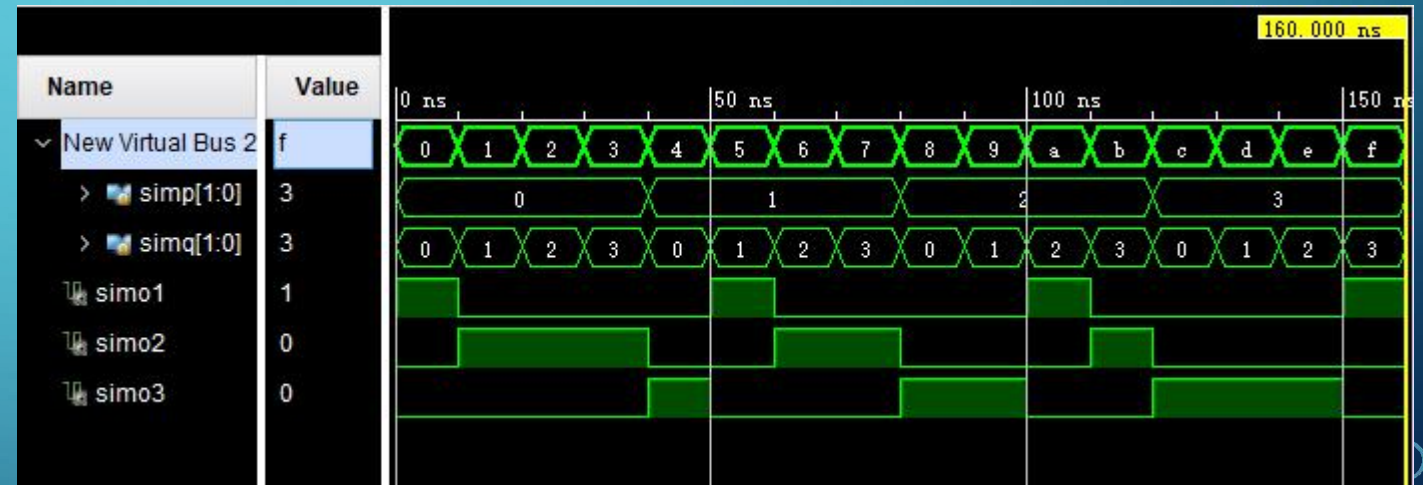 160.000 ns
Name Value
0 ns 50 ns 100 ns 150 n
New Virtual Bus 2 f 0 1 2 3 4 5 6 7 8 9 a b c d e f
simp[1:0] 3 0 1 2 3
simq[1:0] 3 0 1 2 3 0 1 2 3 0 1 2 3 0 1 2 3
simo1 1
simo2 0
simo3 0